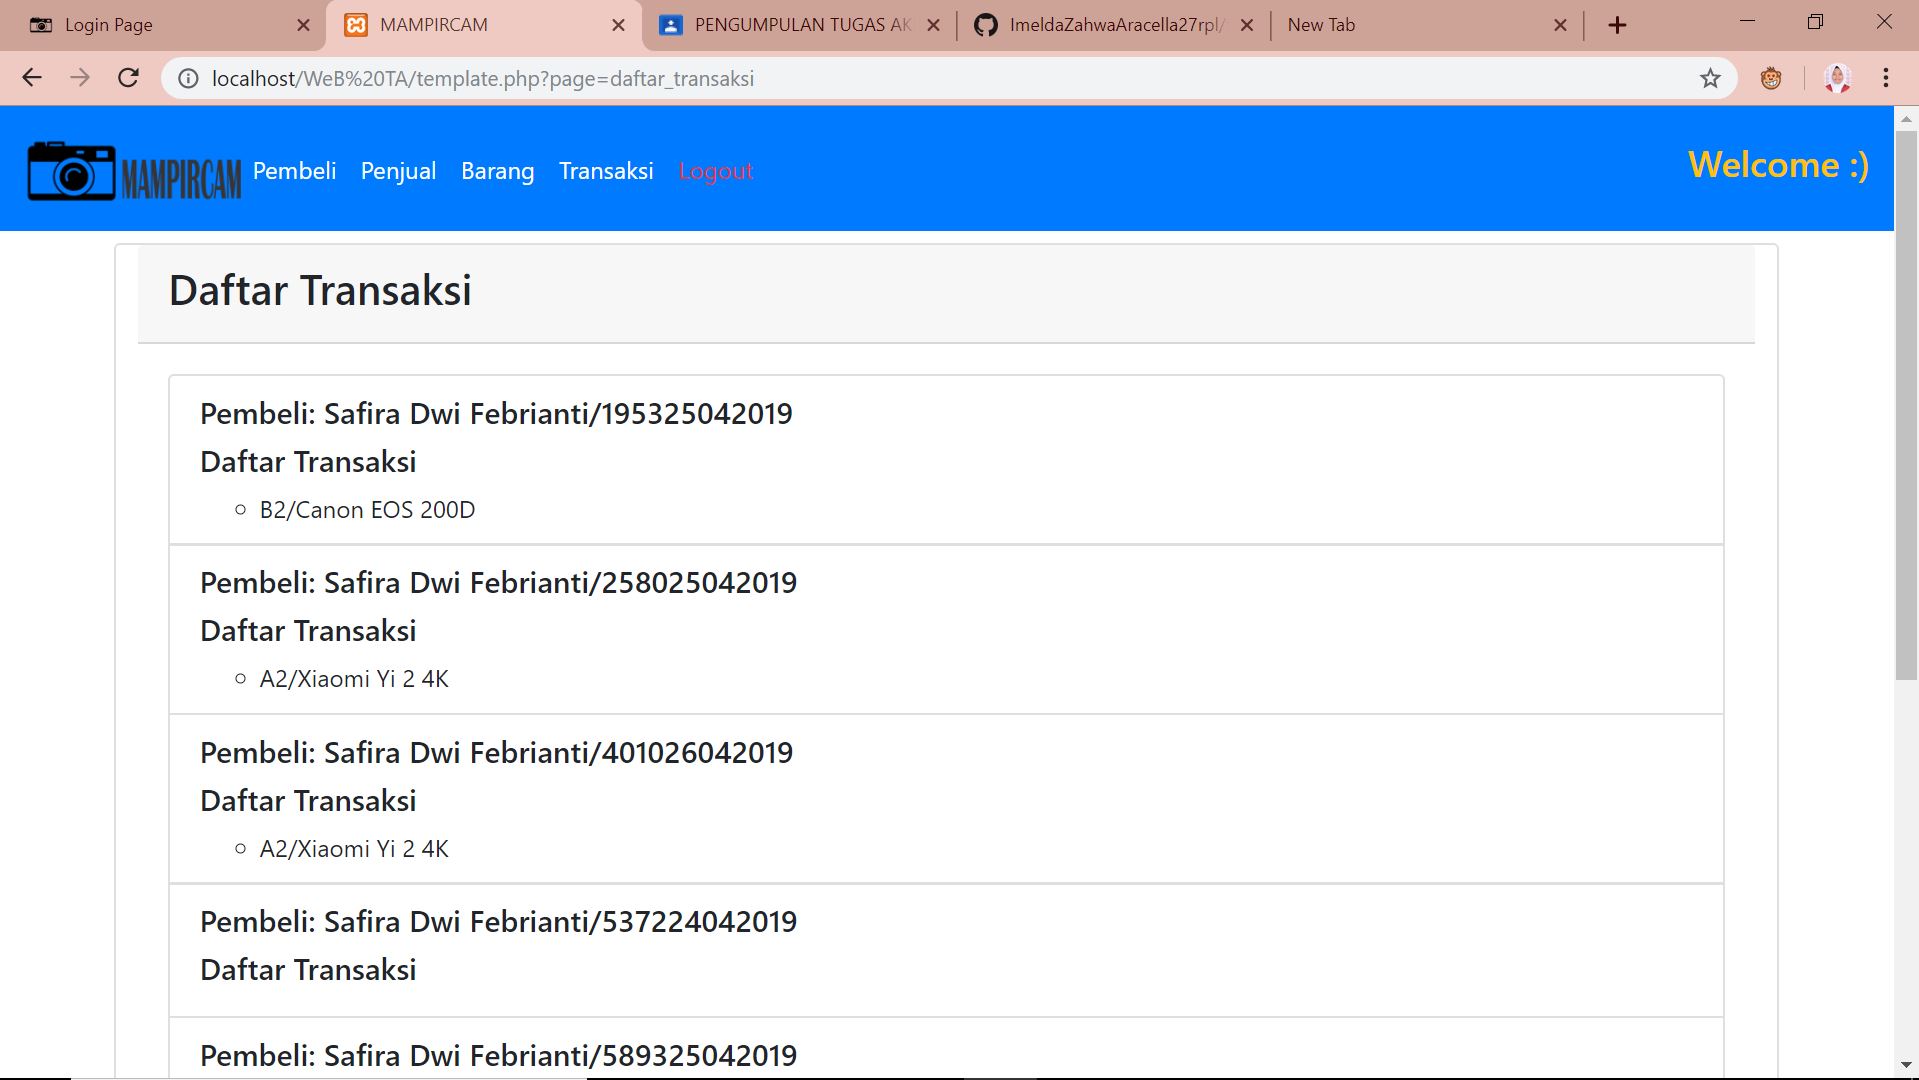 Login Page
MAMPIRCAM
PENGUMPULAN TUGAS AK
ImeldaZahwaAracella27rpl/
New Tab
localhost/WeB%20TA/template.php?page=daftar_transaksi
MAMPIRCAM
Pembeli
Penjual
Barang
Transaksi
Logout
Welcome :)
Daftar Transaksi
Pembeli: Safira Dwi Febrianti/195325042019
Daftar Transaksi
B2/Canon EOS 200D
Pembeli: Safira Dwi Febrianti/258025042019
Daftar Transaksi
A2/Xiaomi Yi 2 4K
Pembeli: Safira Dwi Febrianti/401026042019
Daftar Transaksi
A2/Xiaomi Yi 2 4K
Pembeli: Safira Dwi Febrianti/537224042019
Daftar Transaksi
Pembeli: Safira Dwi Febrianti/589325042019